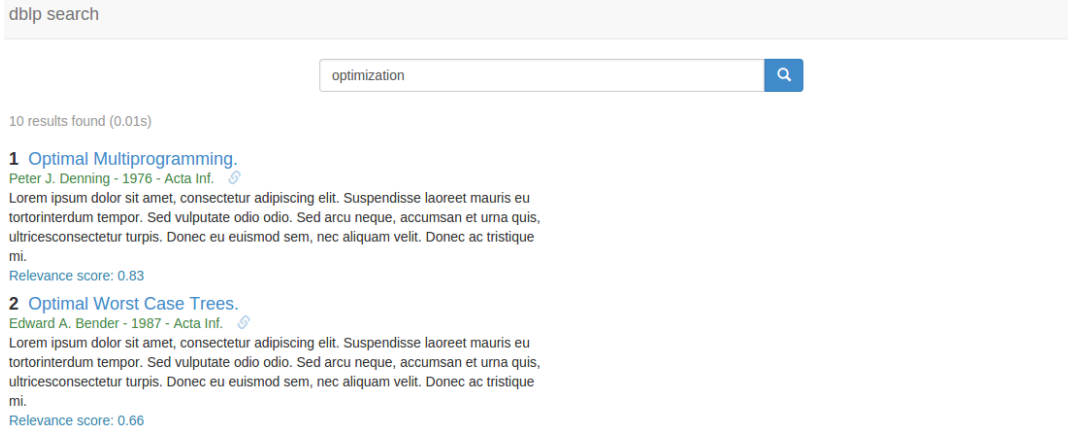 dblp search
optimization
10 results found (0.01s)
1 Optimal Multiprogramming.
Peter J. Denning - 1976 - Acta Inf.
Lorem ipsum dolor sit amet, consectetur adipiscing elit. Suspendisse laoreet mauris eu
tortorinterdum tempor. Sed vulputate odio odio. Sed arcu neque, accumsan et urna quis,
ultricesconsectetur turpis. Donec eu euismod sem, nec aliquam velit. Donec ac tristique
mi.
Relevance score: 0.83
2 Optimal Worst Case Trees.
Edward A. Bender - 1987 - Acta Inf.
Lorem ipsum dolor sit amet, consectetur adipiscing elit. Suspendisse laoreet mauris eu
tortorinterdum tempor. Sed vulputate odio odio. Sed arcu neque, accumsan et urna quis,
ultricesconsectetur turpis. Donec eu euismod sem, nec aliquam velit. Donec ac tristique
mi.
Relevance score: 0.66